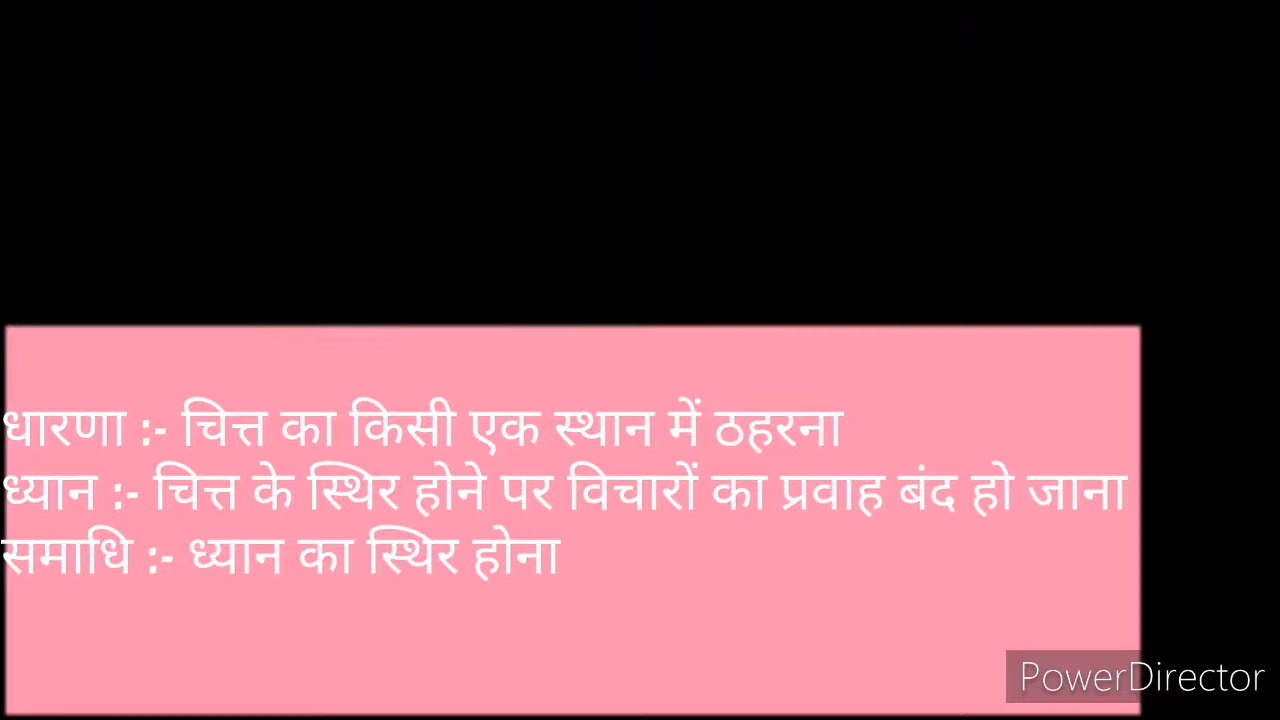 धारणा :- चित्त का किसी एक स्थान में ठहरना
ध्यान :- चित्त के स्थिर होने पर विचारों का प्रवाह बंद हो जाना
समाधि :- ध्यान का स्थिर होना
PowerDirector